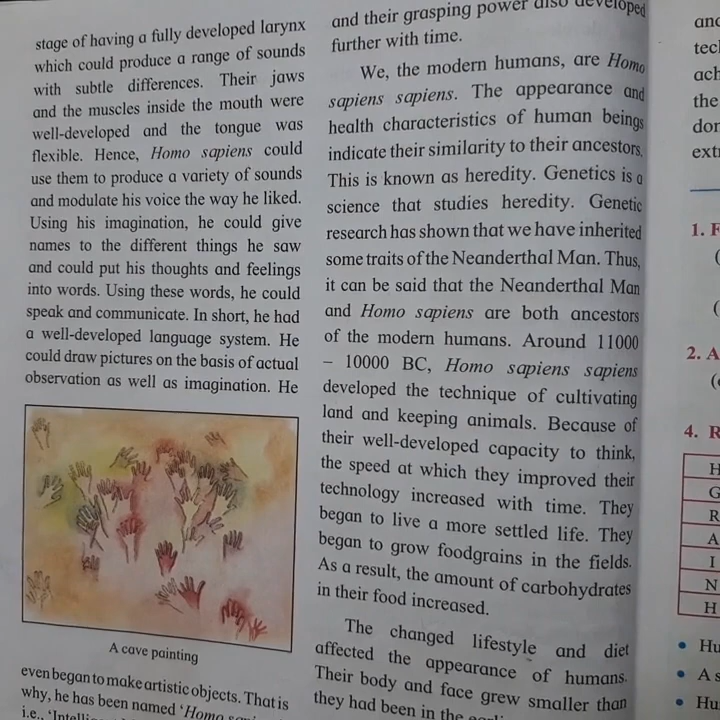 stage of having a fully developed larynx
which could produce a range of sounds
with subtle differences. Their jaws
and the muscles inside the mouth were
well-developed and the tongue was
flexible. Hence, Homo sapiens could
use them to produce a variety of sounds
and modulate his voice the way he liked.
Using his imagination, he could give
names to the different things he saw
and could put his thoughts and feelings
into words. Using these words, he could
speak and communicate. In short, he had
a well-developed language system. He
could draw pictures on the basis of actual
observation as well as imagination. He
A cave painting
even began to make artistic objects. That is
why, he has been named 'Homo
i.e.,
and their grasping power also developed
further with time.
We, the modern humans, are Homo
sapiens sapiens. The appearance and
health characteristics of human beings
indicate their similarity to their ancestors.
This is known as heredity. Genetics is a
science that studies heredity. Genetic
research has shown that we have inherited
some traits of the Neanderthal Man. Thus,
it can be said that the Neanderthal Man
and Homo sapiens are both ancestors
of the modern humans. Around 11000
– 10000 BC, Homo sapiens sapiens
developed the technique of cultivating
land and keeping animals. Because of
their well-developed capacity to think,
the speed at which they improved their
technology increased with time. They
began to live a more settled life. They
began to grow foodgrains in the fields.
As a result, the amount of carbohydrates
in their food increased.
The changed lifestyle and diet
affected the appearance of humans.
Their body and face grew smaller than
they had been in the
the
1. F
(
(
2. A
4. R
H
G
R
A
I
N
H
• Hu
• A s
• Hu